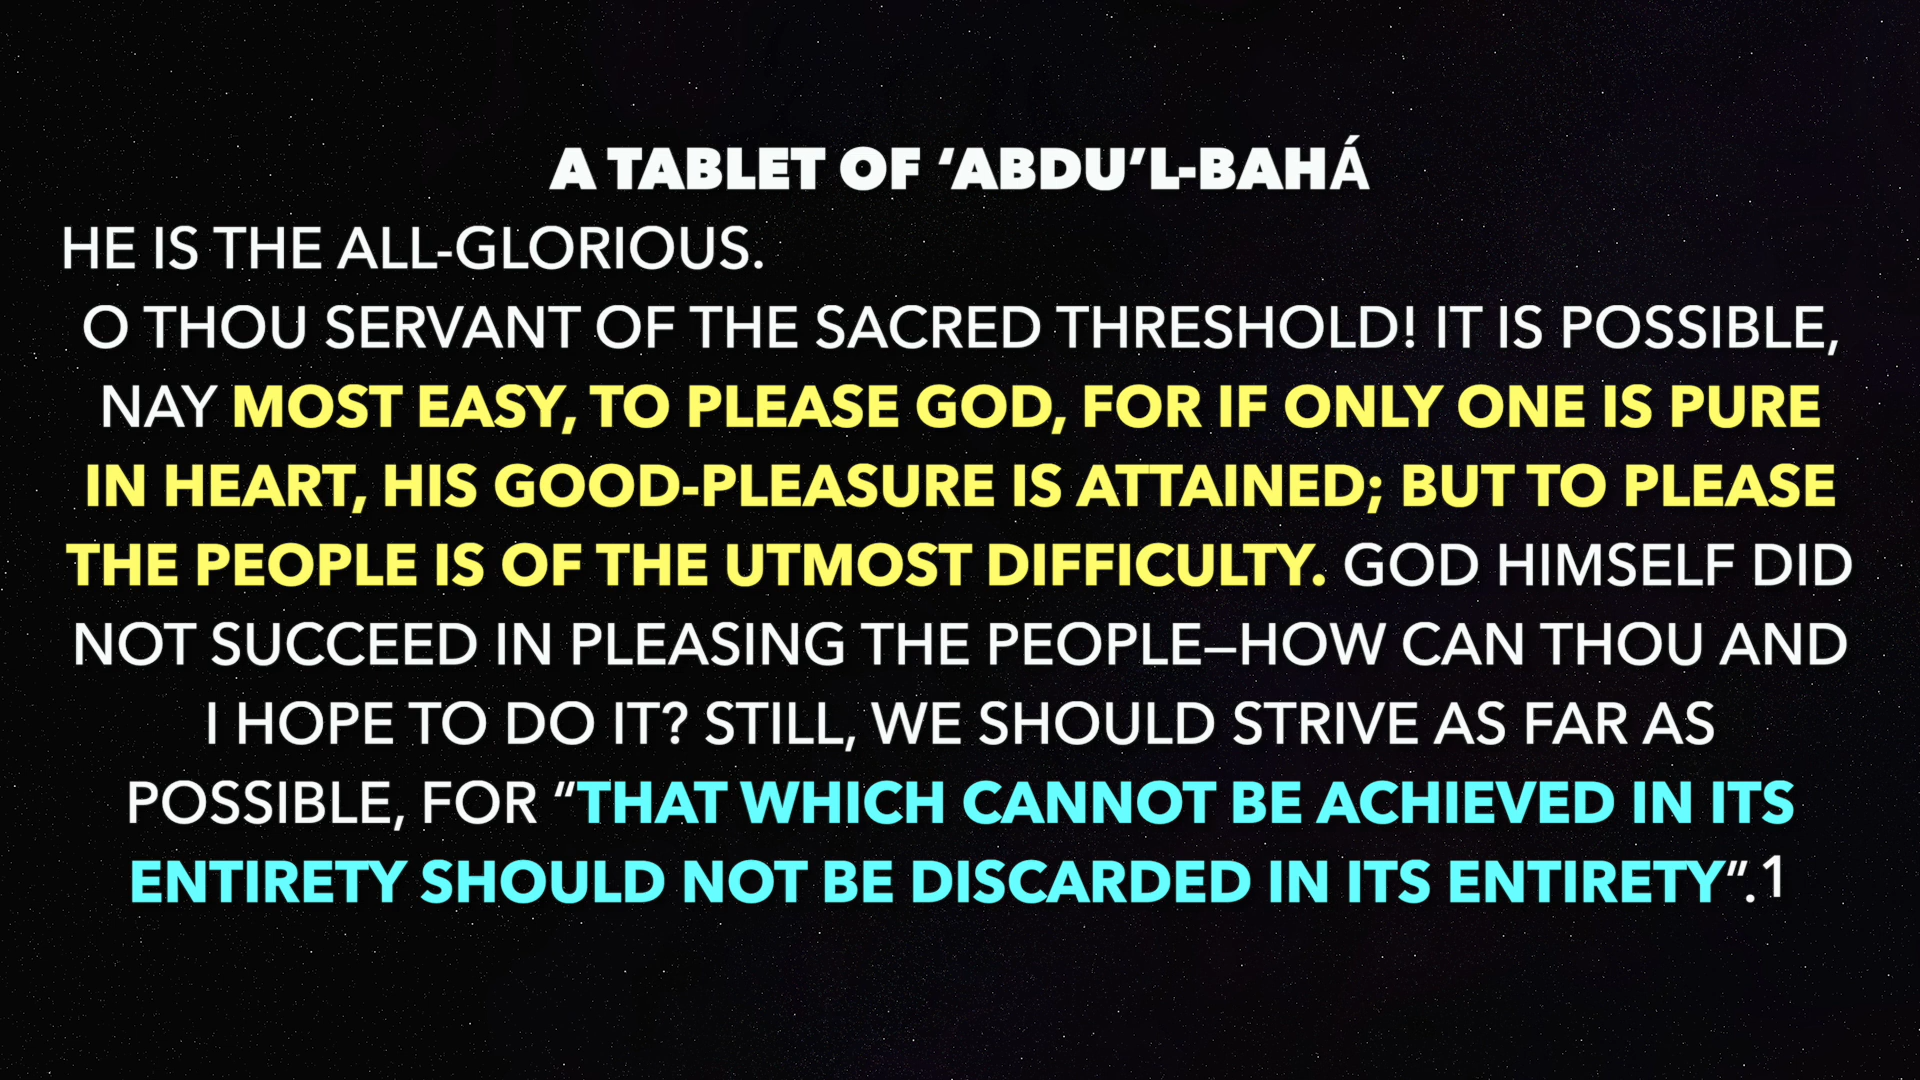 A TABLET OF ‘ABDU’L-BAHÁ
HE IS THE ALL-GLORIOUS.
O THOU SERVANT OF THE SACRED THRESHOLD! IT IS POSSIBLE,
NAY MOST EASY, TO PLEASE GOD, FOR IF ONLY ONE IS PURE
IN HEART, HIS GOOD-PLEASURE IS ATTAINED; BUT TO PLEASE
THE PEOPLE IS OF THE UTMOST DIFFICULTY. GOD HIMSELF DID
NOT SUCCEED IN PLEASING THE PEOPLE—HOW CAN THOU AND
I HOPE TO DO IT? STILL, WE SHOULD STRIVE AS FAR AS
POSSIBLE, FOR “THAT WHICH CANNOT BE ACHIEVED IN ITS
ENTIRETY SHOULD NOT BE DISCARDED IN ITS ENTIRETY”.1